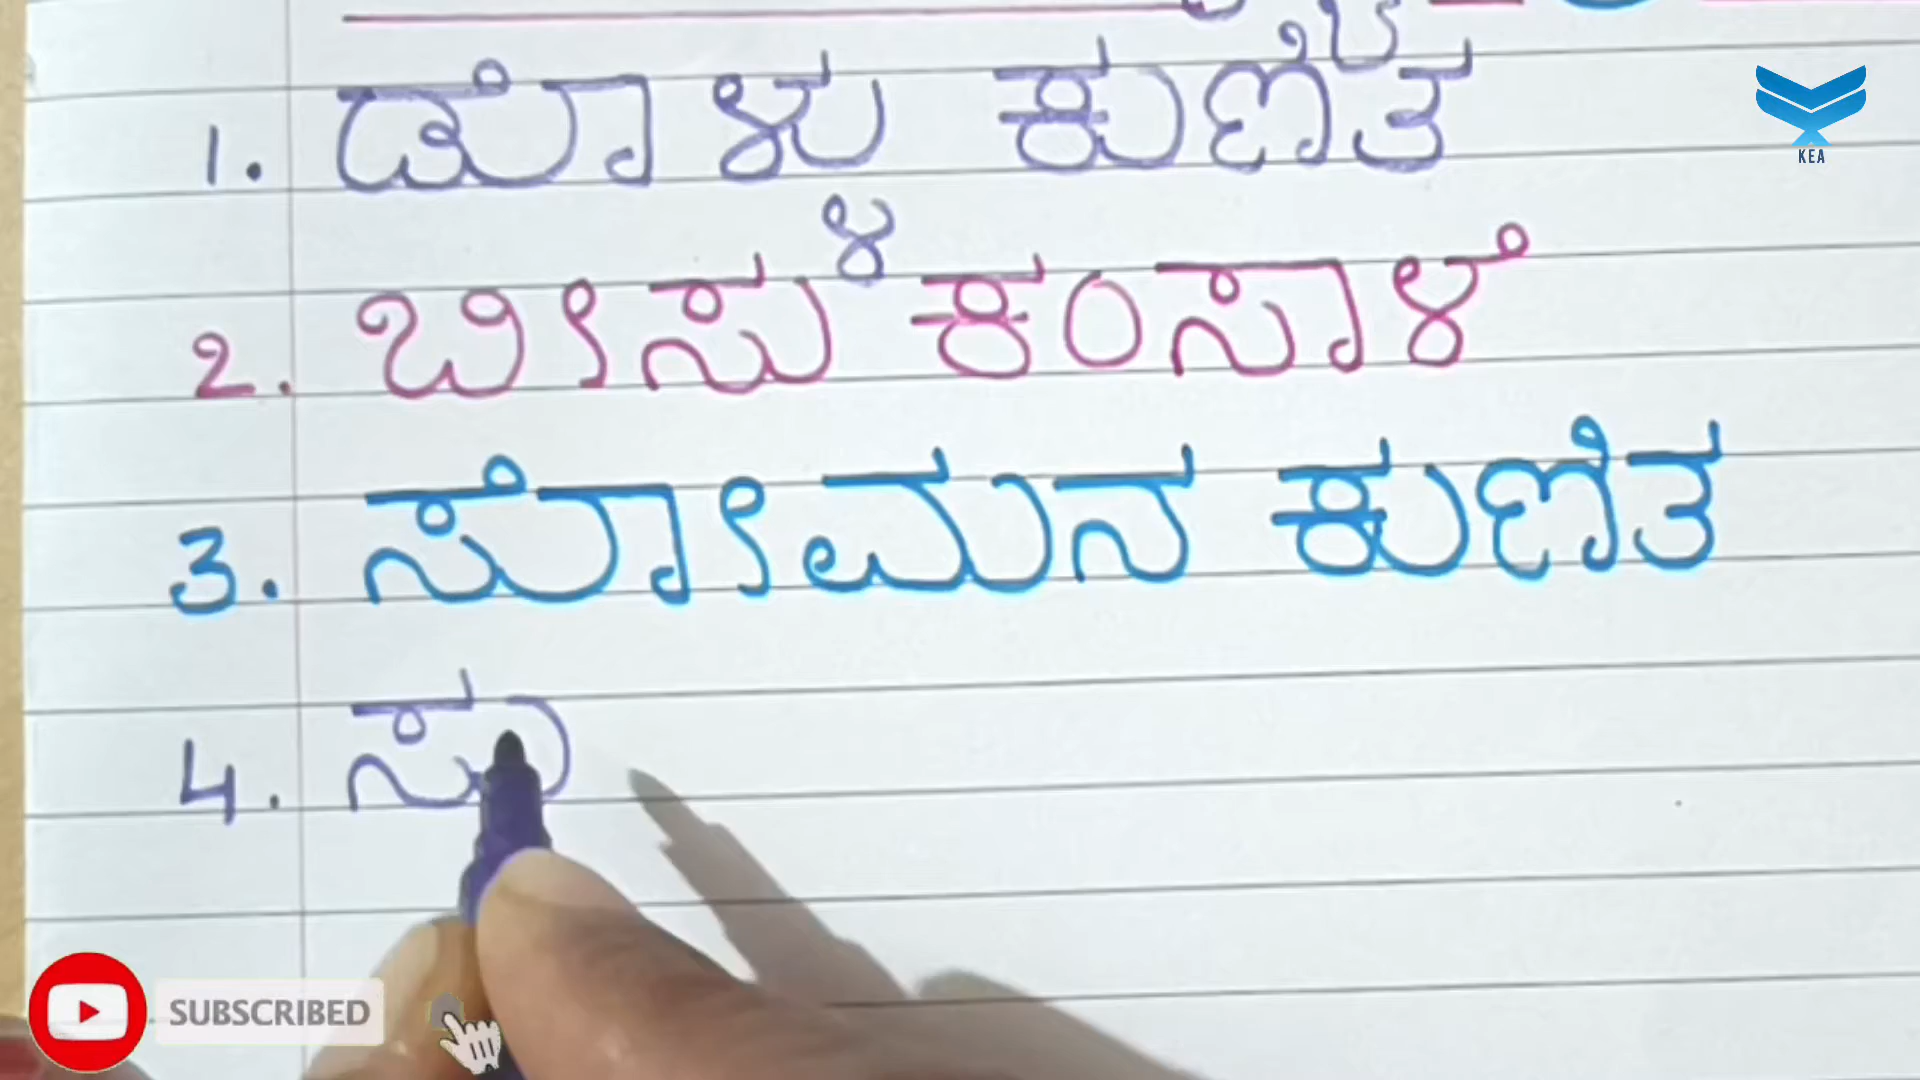 KEA
1. ಡೊಳ್ಳು ಕುಣಿತ
2. ಬೀಸು ಕಂಸಾಳೆ
3. ಸೋಮನ ಕುಣಿತ
4. ಸು
SUBSCRIBED